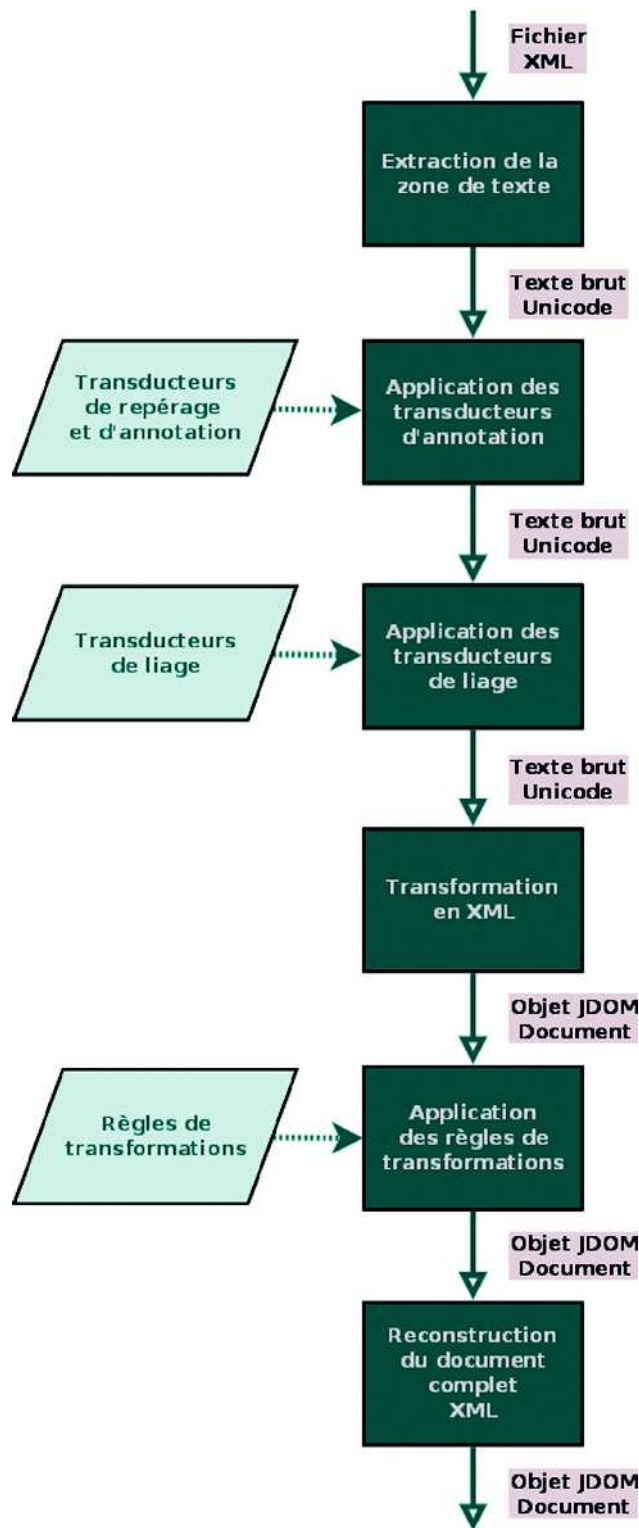 Fichier
XML
Extraction de la
zone de texte
Texte brut
Unicode
Transducteurs
de repérage
et d'annotation
Application des
transducteurs
d'annotation
Texte brut
Unicode
Transducteurs
de liage
Application des
transducteurs
de liage
Texte brut
Unicode
Transformation
en XML
Objet JDOM
Document
Règles de
transformations
Application
des règles de
transformations
Objet JDOM
Document
Reconstruction
du document
complet
XML
Objet JDOM
Document